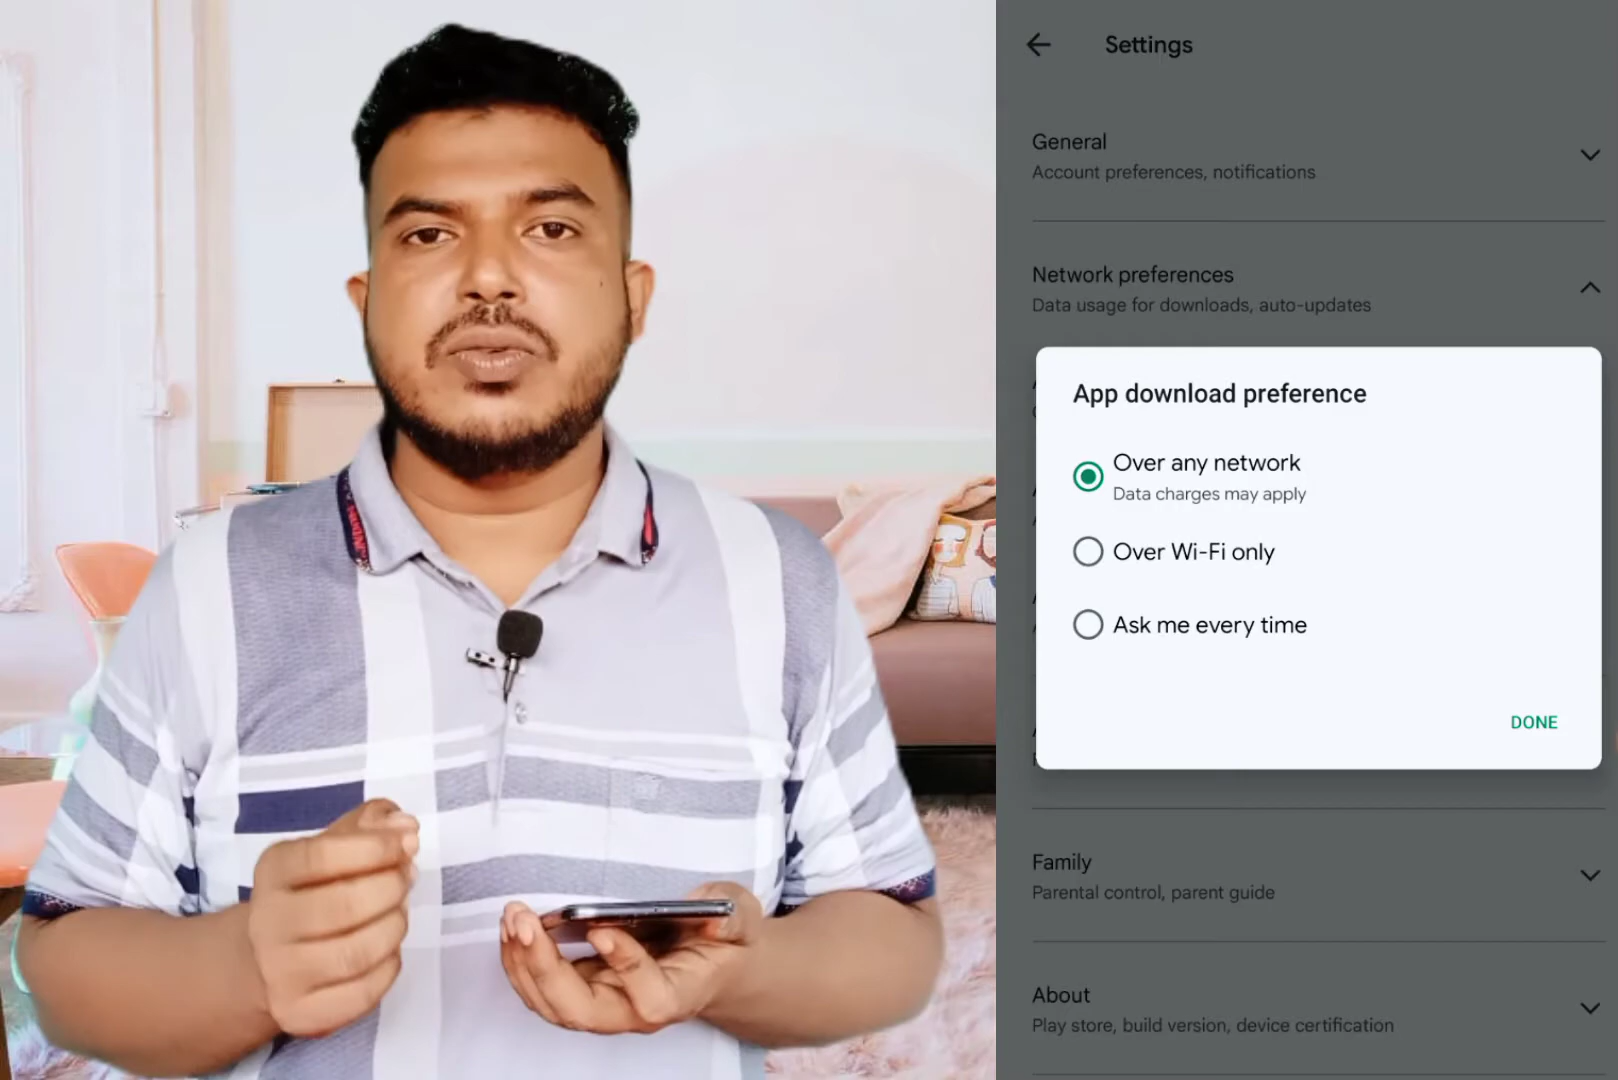 Settings
General
Account preferences, notifications
Network preferences
Data usage for downloads, auto-updates
App download preference
Over any network
Data charges may apply
Over Wi-Fi only
Ask me every time
DONE
Family
Parental control, parent guide
About
Play store, build version, device certification